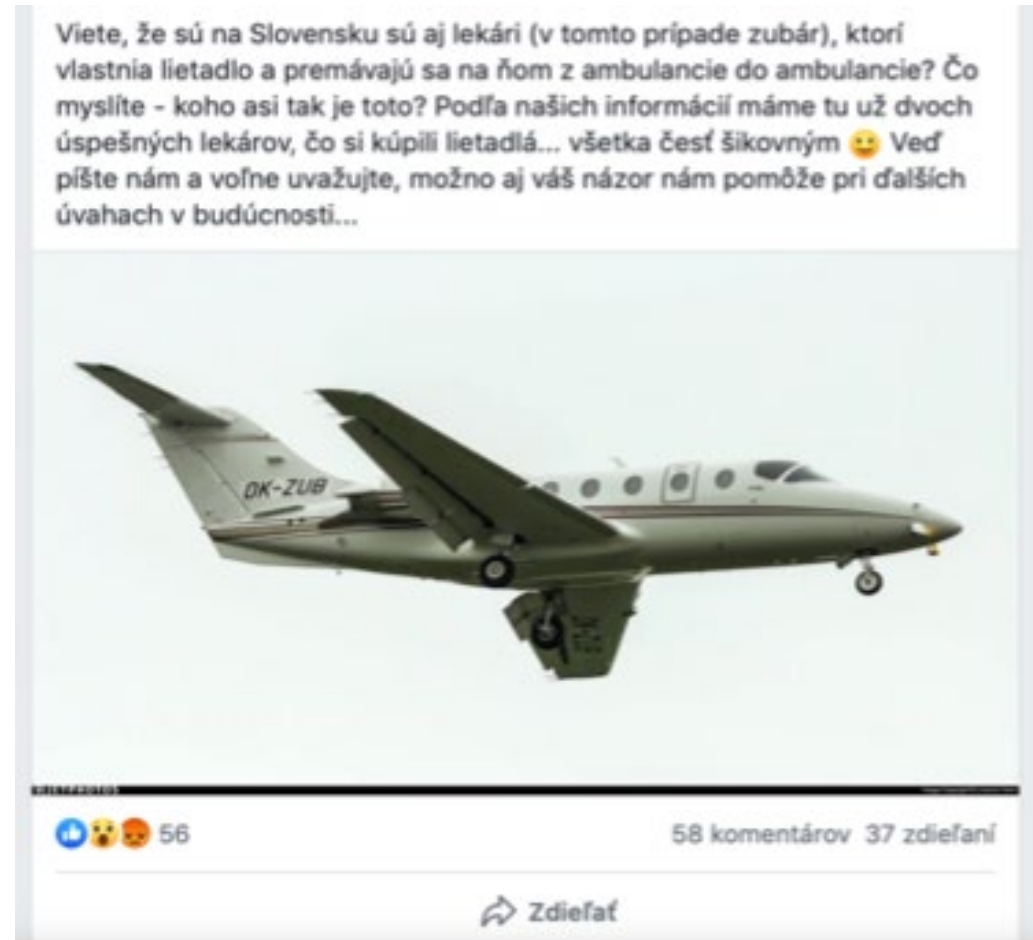 Viete, že sú na Slovensku sú aj lekári (v tomto prípade zubár), ktorí
vlastnia lietadlo a premávajú sa na ňom z ambulancie do ambulancie? Čo
myslíte - koho asi tak je toto? Podľa našich informácií máme tu už dvoch
úspešných lekárov, čo si kúpili lietadlá... všetka česť šikovným 😛 Veď
píšte nám a voľne uvažujte, možno aj váš názor nám pomôže pri ďalších
úvahach v budúcnosti...
OK-ZUB
JETPHOTOS
56
58 komentárov 37 zdieľaní
Zdieľať